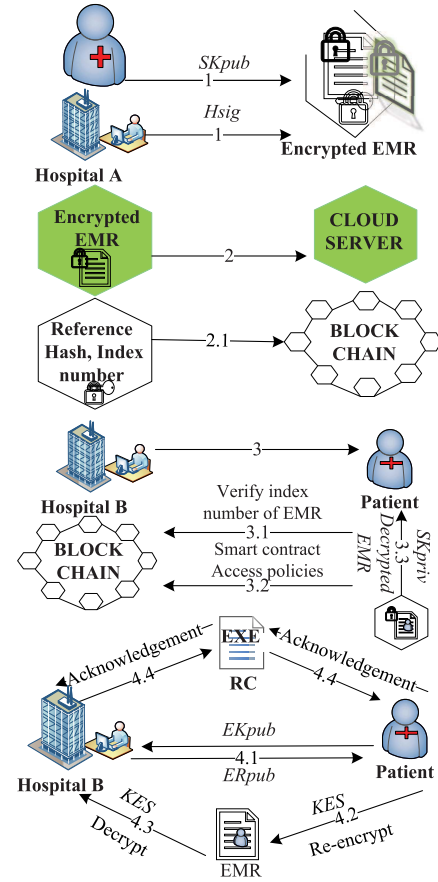 SKpub
1
Hsig
1
Hospital A
Encrypted EMR
Encrypted
EMR
2
CLOUD
SERVER
Reference
Hash, Index
number
2.1
BLOCK
CHAIN
3
Hospital B
Patient
Verify index
number of EMR
3.1
Smart contract
Access policies
3.2
BLOCK
CHAIN
SKpriv
3.3
Decrypted
EMR
Acknowledgement
4.4
EXE
RC
Acknowledgement
4.4
EKpub
4.1
ERpub
Hospital B
Patient
KES
4.3
Decrypt
KES
4.2
Re-encrypt
EMR